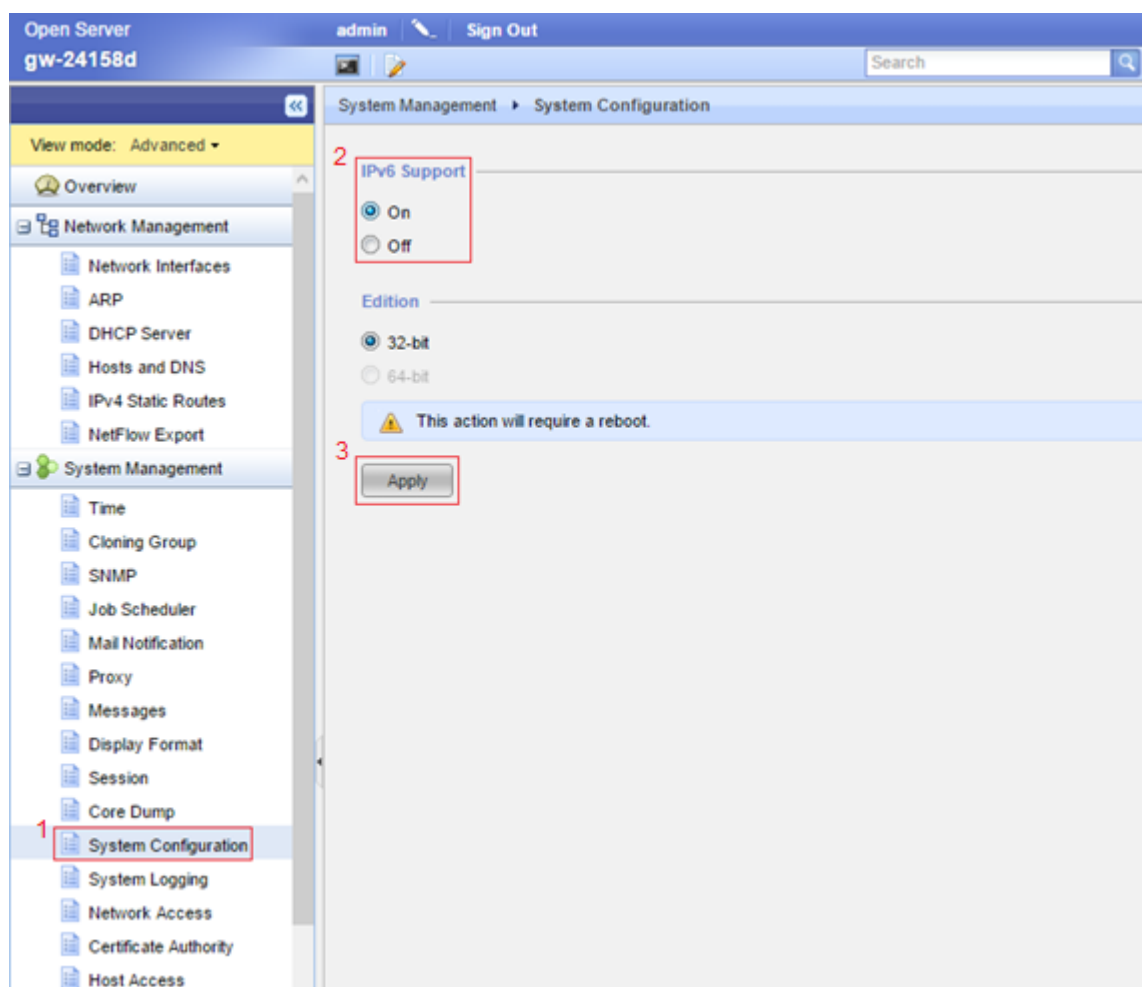 Open Server
gw-24158d
admin
Sign Out
Search
View mode: Advanced
Overview
Network Management
Network Interfaces
ARP
DHCP Server
Hosts and DNS
IPv4 Static Routes
NetFlow Export
System Management
Time
Cloning Group
SNMP
Job Scheduler
Mail Notification
Proxy
Messages
Display Format
Session
Core Dump
1
System Configuration
System Logging
Network Access
Certificate Authority
Host Access
System Management
System Configuration
2
IPv6 Support
On
Off
Edition
32-bit
64-bit
This action will require a reboot.
3
Apply